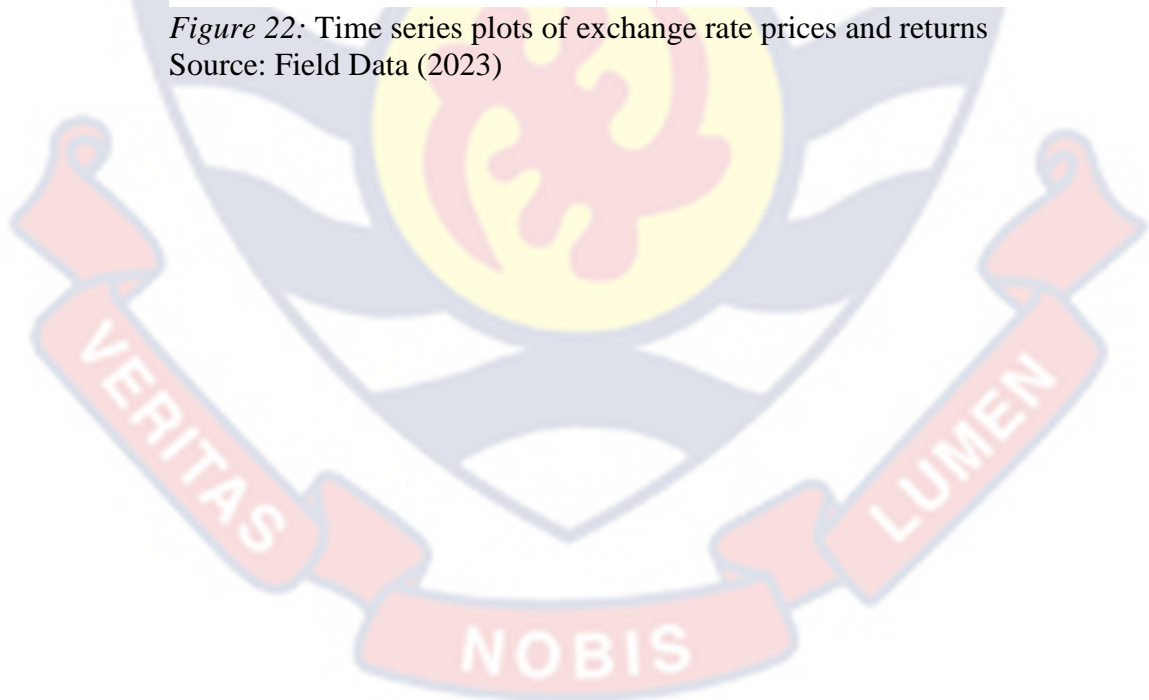 Figure 22: Time series plots of exchange rate prices and returns
Source: Field Data (2023)
VERITAS
NOBIS
LUMEN